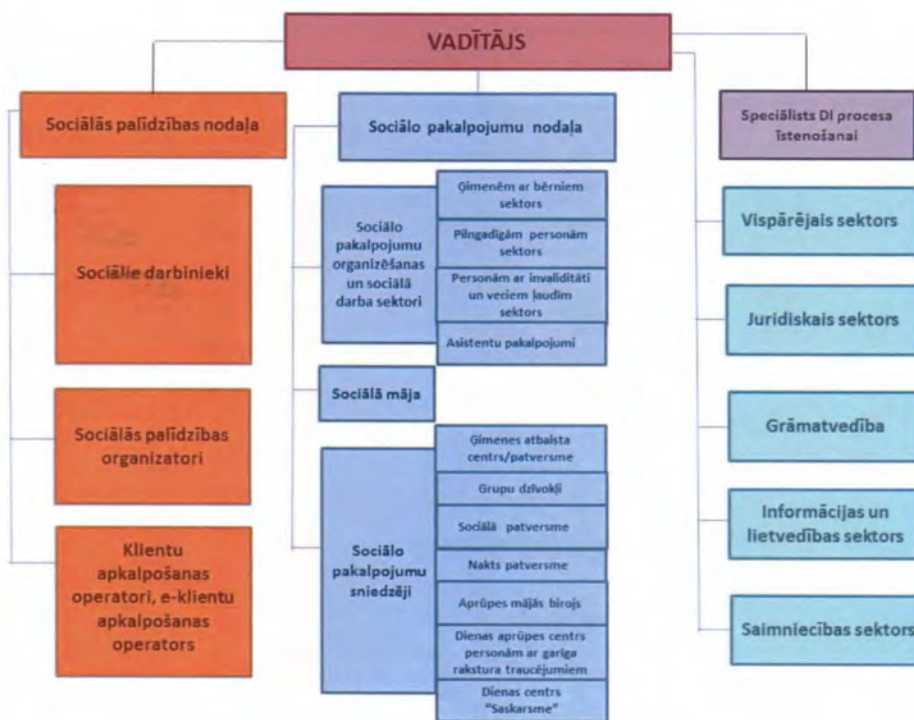 VADĪTĀJS
Sociālās palīdzības nodaļa
Sociālie darbinieki
Sociālās palīdzības
organizatori
Klientu
apkalpošanas
operatori, e-klientu
apkalpošanas
operators
Sociālo pakalpojumu nodaļa
Sociālo
pakalpojumu
organizēšanas
un sociālā
darba sektori
Ģimenēm ar bērniem
sektors
Pilngadīgām personām
sektors
Personām ar invaliditāti
un veciem ļaudīm
sektors
Asistentu pakalpojumi
Sociālā māja
Sociālo
pakalpojumu
sniedzēji
Ģimenes atbalsta
centrs/patversme
Grupu dzīvokļi
Sociālā patversme
Nakts patversme
Aprūpes mājās birojs
Dienas aprūpes centrs
personām ar garīga
rakstura traucējumiem
Dienas centrs
“Saskarsme”
Speciālists DI procesa
īstenošanai
Vispārējais sektors
Juridiskais sektors
Grāmatvedība
Informācijas un
lietvedības sektors
Saimniecības sektors